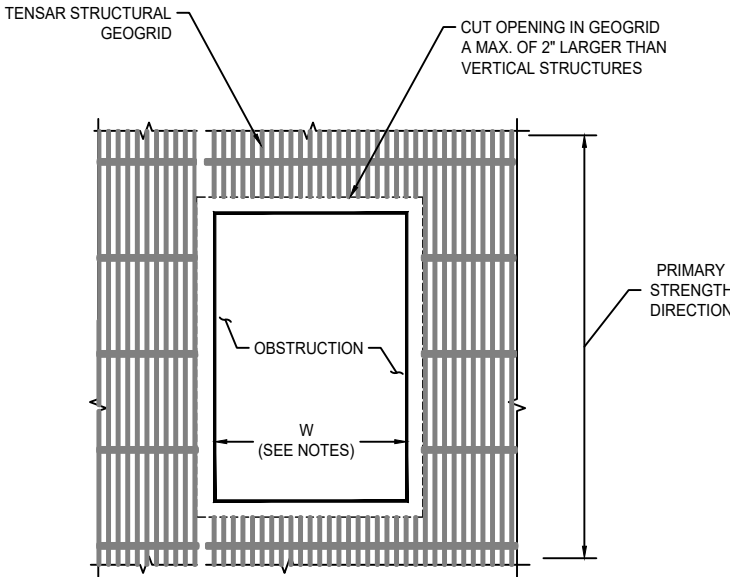 TENSAR STRUCTURAL
GEOGRID
CUT OPENING IN GEOGRID
A MAX. OF 2" LARGER THAN
VERTICAL STRUCTURES
PRIMARY
STRENGTH
DIRECTION
OBSTRUCTION
W
(SEE NOTES)